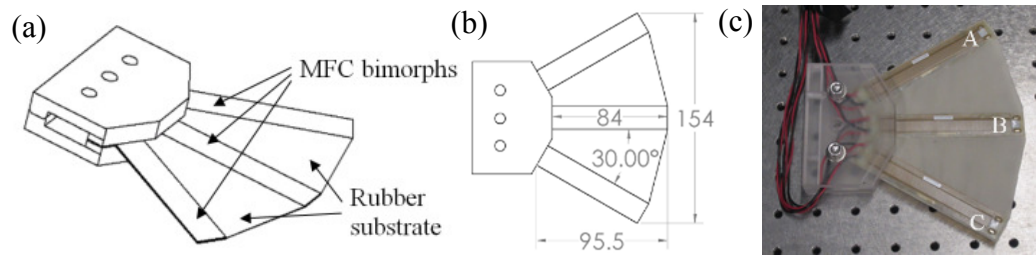 (a)
MFC bimorphs
Rubber
substrate
(b)
84
154
30.00°
95.5
(c)
A
B
C